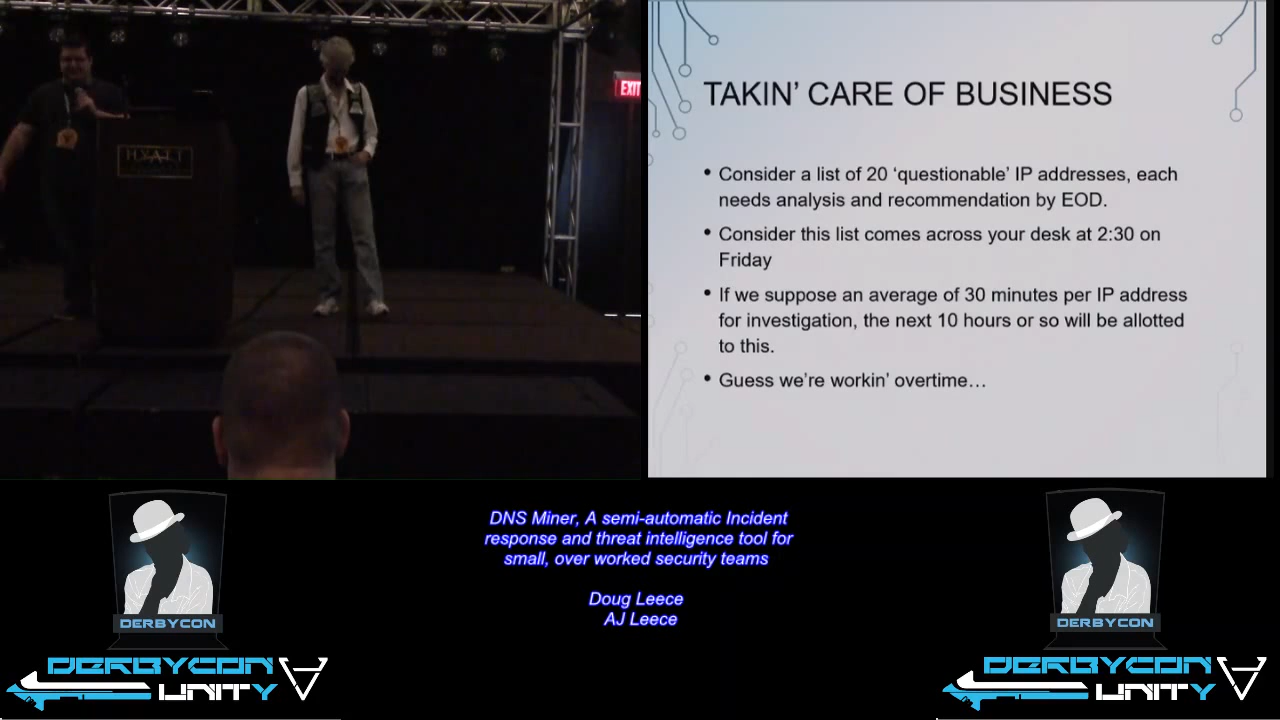 EXIT
HYATT
TAKIN’ CARE OF BUSINESS
• Consider a list of 20 ‘questionable’ IP addresses, each
needs analysis and recommendation by EOD.
• Consider this list comes across your desk at 2:30 on
Friday
• If we suppose an average of 30 minutes per IP address
for investigation, the next 10 hours or so will be allotted
to this.
• Guess we’re workin’ overtime…
DNS Miner, A semi-automatic Incident
response and threat intelligence tool for
small, over worked security teams
Doug Leece
AJ Leece
DERBYCON
DERBYCON
UNITY
DERBYCON
DERBYCON
UNITY